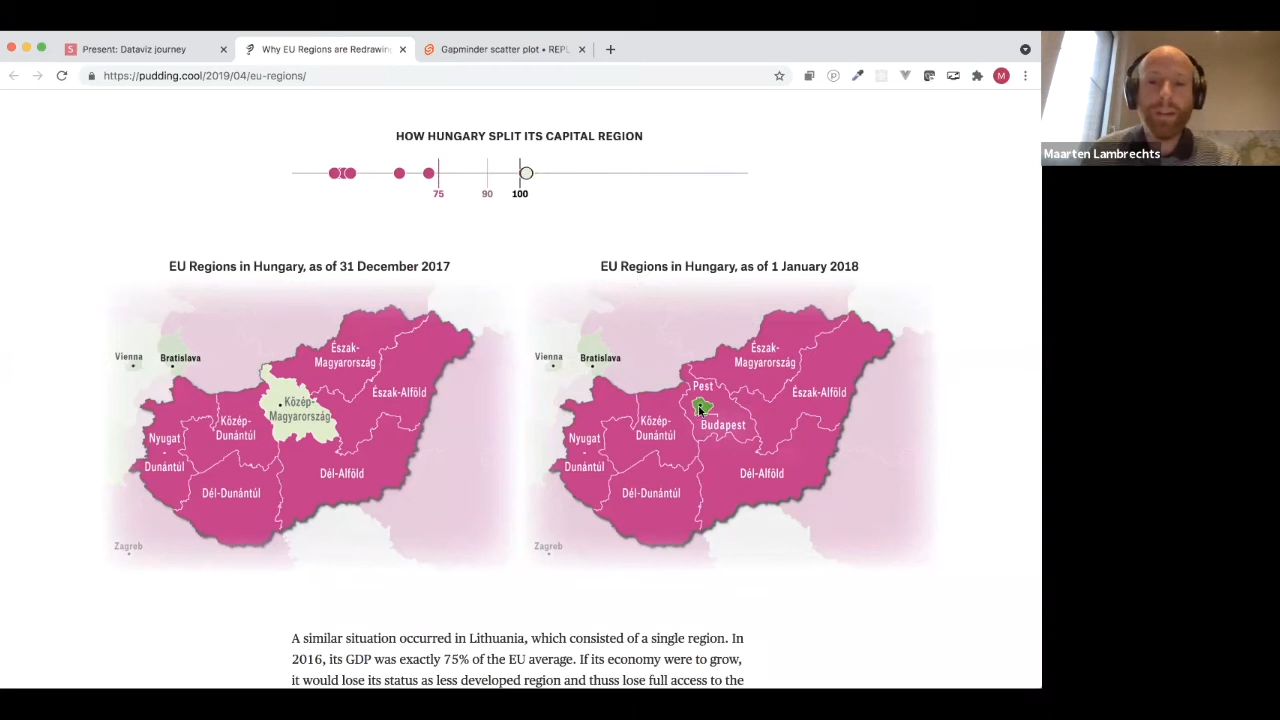 Present: Dataviz journey
Why EU Regions are Redrawin
Gapminder scatter plot • REPL
https://pudding.cool/2019/04/eu-regions/
M
Maarten Lambrechts
HOW HUNGARY SPLIT ITS CAPITAL REGION
75 90 100
EU Regions in Hungary, as of 31 December 2017
Vienna
Bratislava
Észak-
Magyarország
Észak-Alföld
Közép-
Magyarország
Közép-
Dunántúl
Nyugat
-
Dunántúl
Dél-Alföld
Dél-Dunántúl
Zagreb
EU Regions in Hungary, as of 1 January 2018
Vienna
Bratislava
Észak-
Magyarország
Pest
Észak-Alföld
Budapest
Közép-
Dunántúl
Nyugat
-
Dunántúl
Dél-Alföld
Dél-Dunántúl
Zagreb
A similar situation occurred in Lithuania, which consisted of a single region. In
2016, its GDP was exactly 75% of the EU average. If its economy were to grow,
it would lose its status as less developed region and thuss lose full access to the